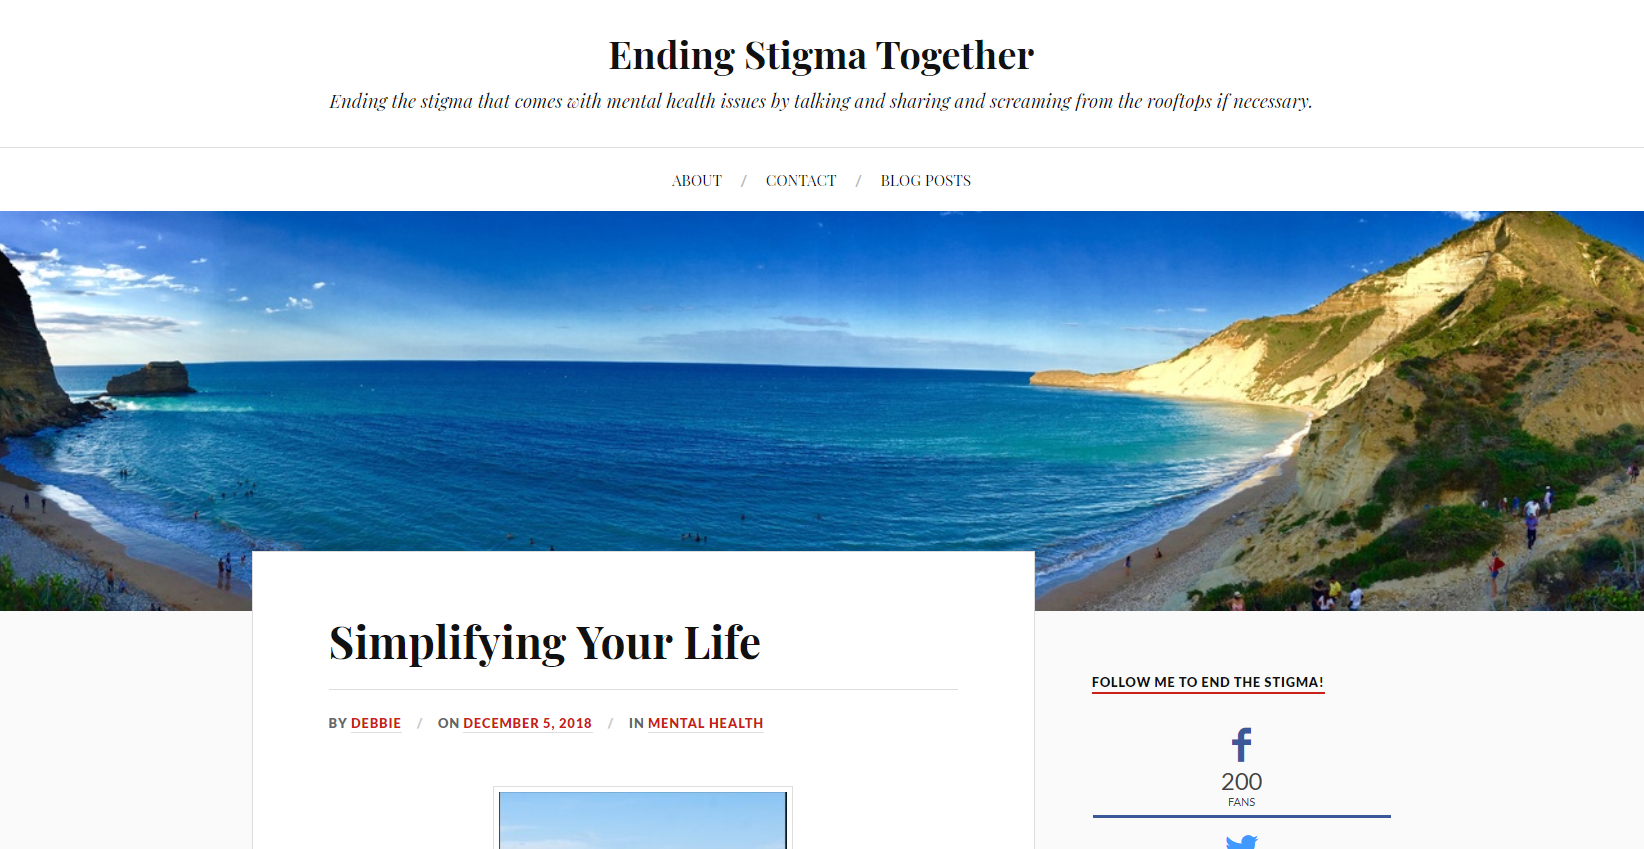 Ending Stigma Together
Ending the stigma that comes with mental health issues by talking and sharing and screaming from the rooftops if necessary.
ABOUT / CONTACT / BLOG POSTS
Simplifying Your Life
BY DEBBIE / ON DECEMBER 5, 2018 / IN MENTAL HEALTH
FOLLOW ME TO END THE STIGMA!
200
FANS